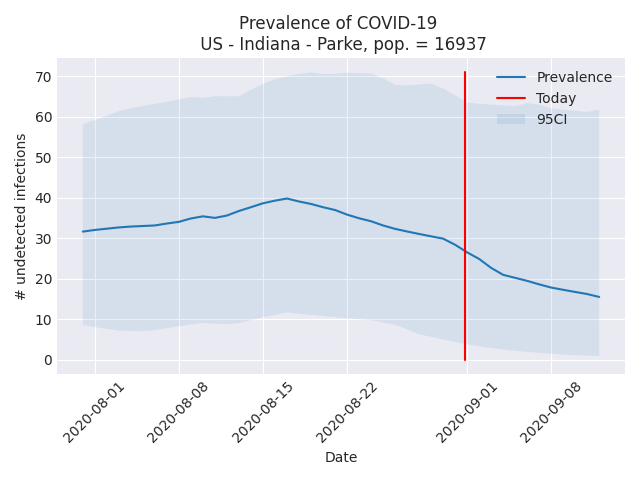 Prevalence of COVID-19
US - Indiana - Parke, pop. = 16937
# undetected infections
70
60
50
40
30
20
10
0
Prevalence
Today
95CI
2020-08-01
2020-08-08
2020-08-15
2020-08-22
2020-09-01
2020-09-08
Date